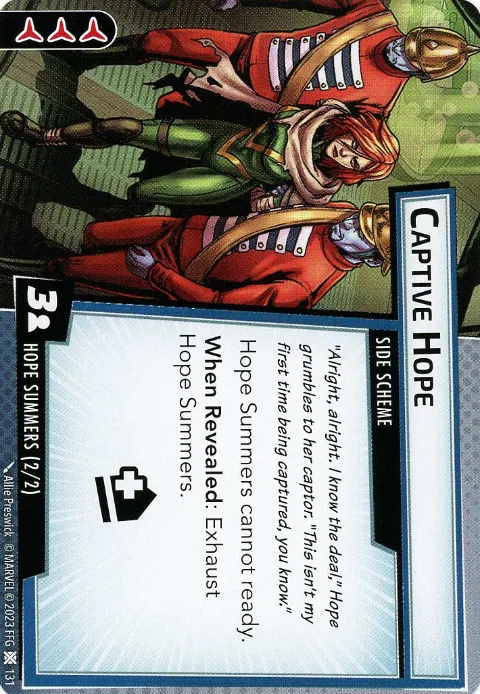 CAPTIVE HOPE
SIDE SCHEME
"Alright, alright. I know the deal," Hope
grumbles to her captor. "This isn't my
first time being captured, you know."
Hope Summers cannot ready.
When Revealed: Exhaust
Hope Summers.
3
HOPE SUMMERS (2/2)
Allie Preswick © MARVEL © 2023 FFG 131